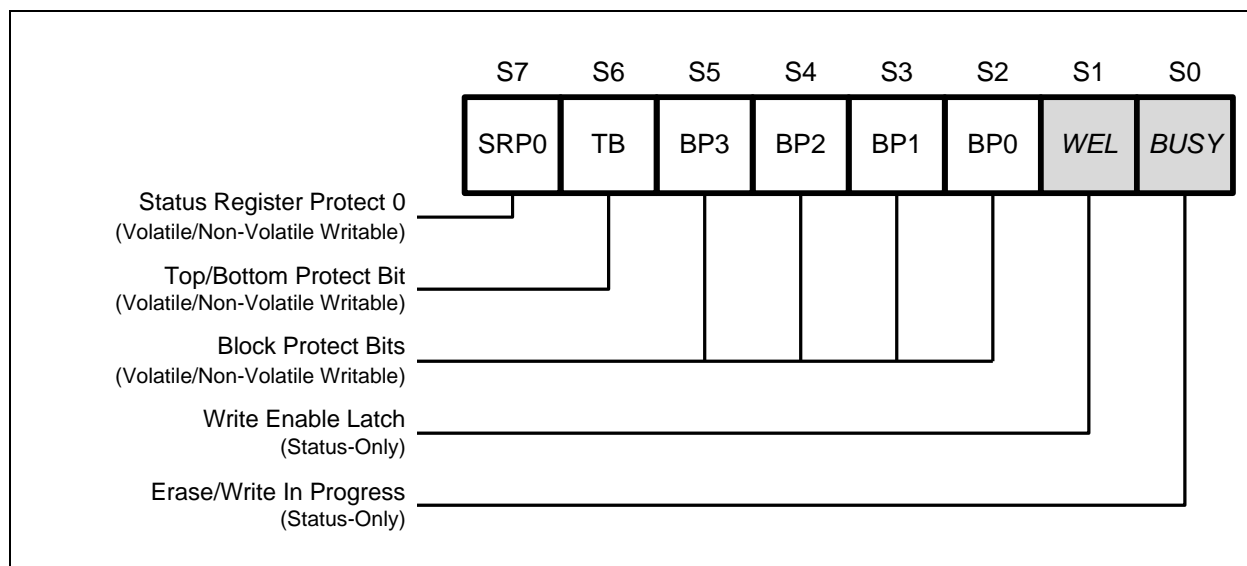 S7 S6 S5 S4 S3 S2 S1 S0
SRP0 TB BP3 BP2 BP1 BP0 WEL BUSY
Status Register Protect 0
(Volatile/Non-Volatile Writable)
Top/Bottom Protect Bit
(Volatile/Non-Volatile Writable)
Block Protect Bits
(Volatile/Non-Volatile Writable)
Write Enable Latch
(Status-Only)
Erase/Write In Progress
(Status-Only)